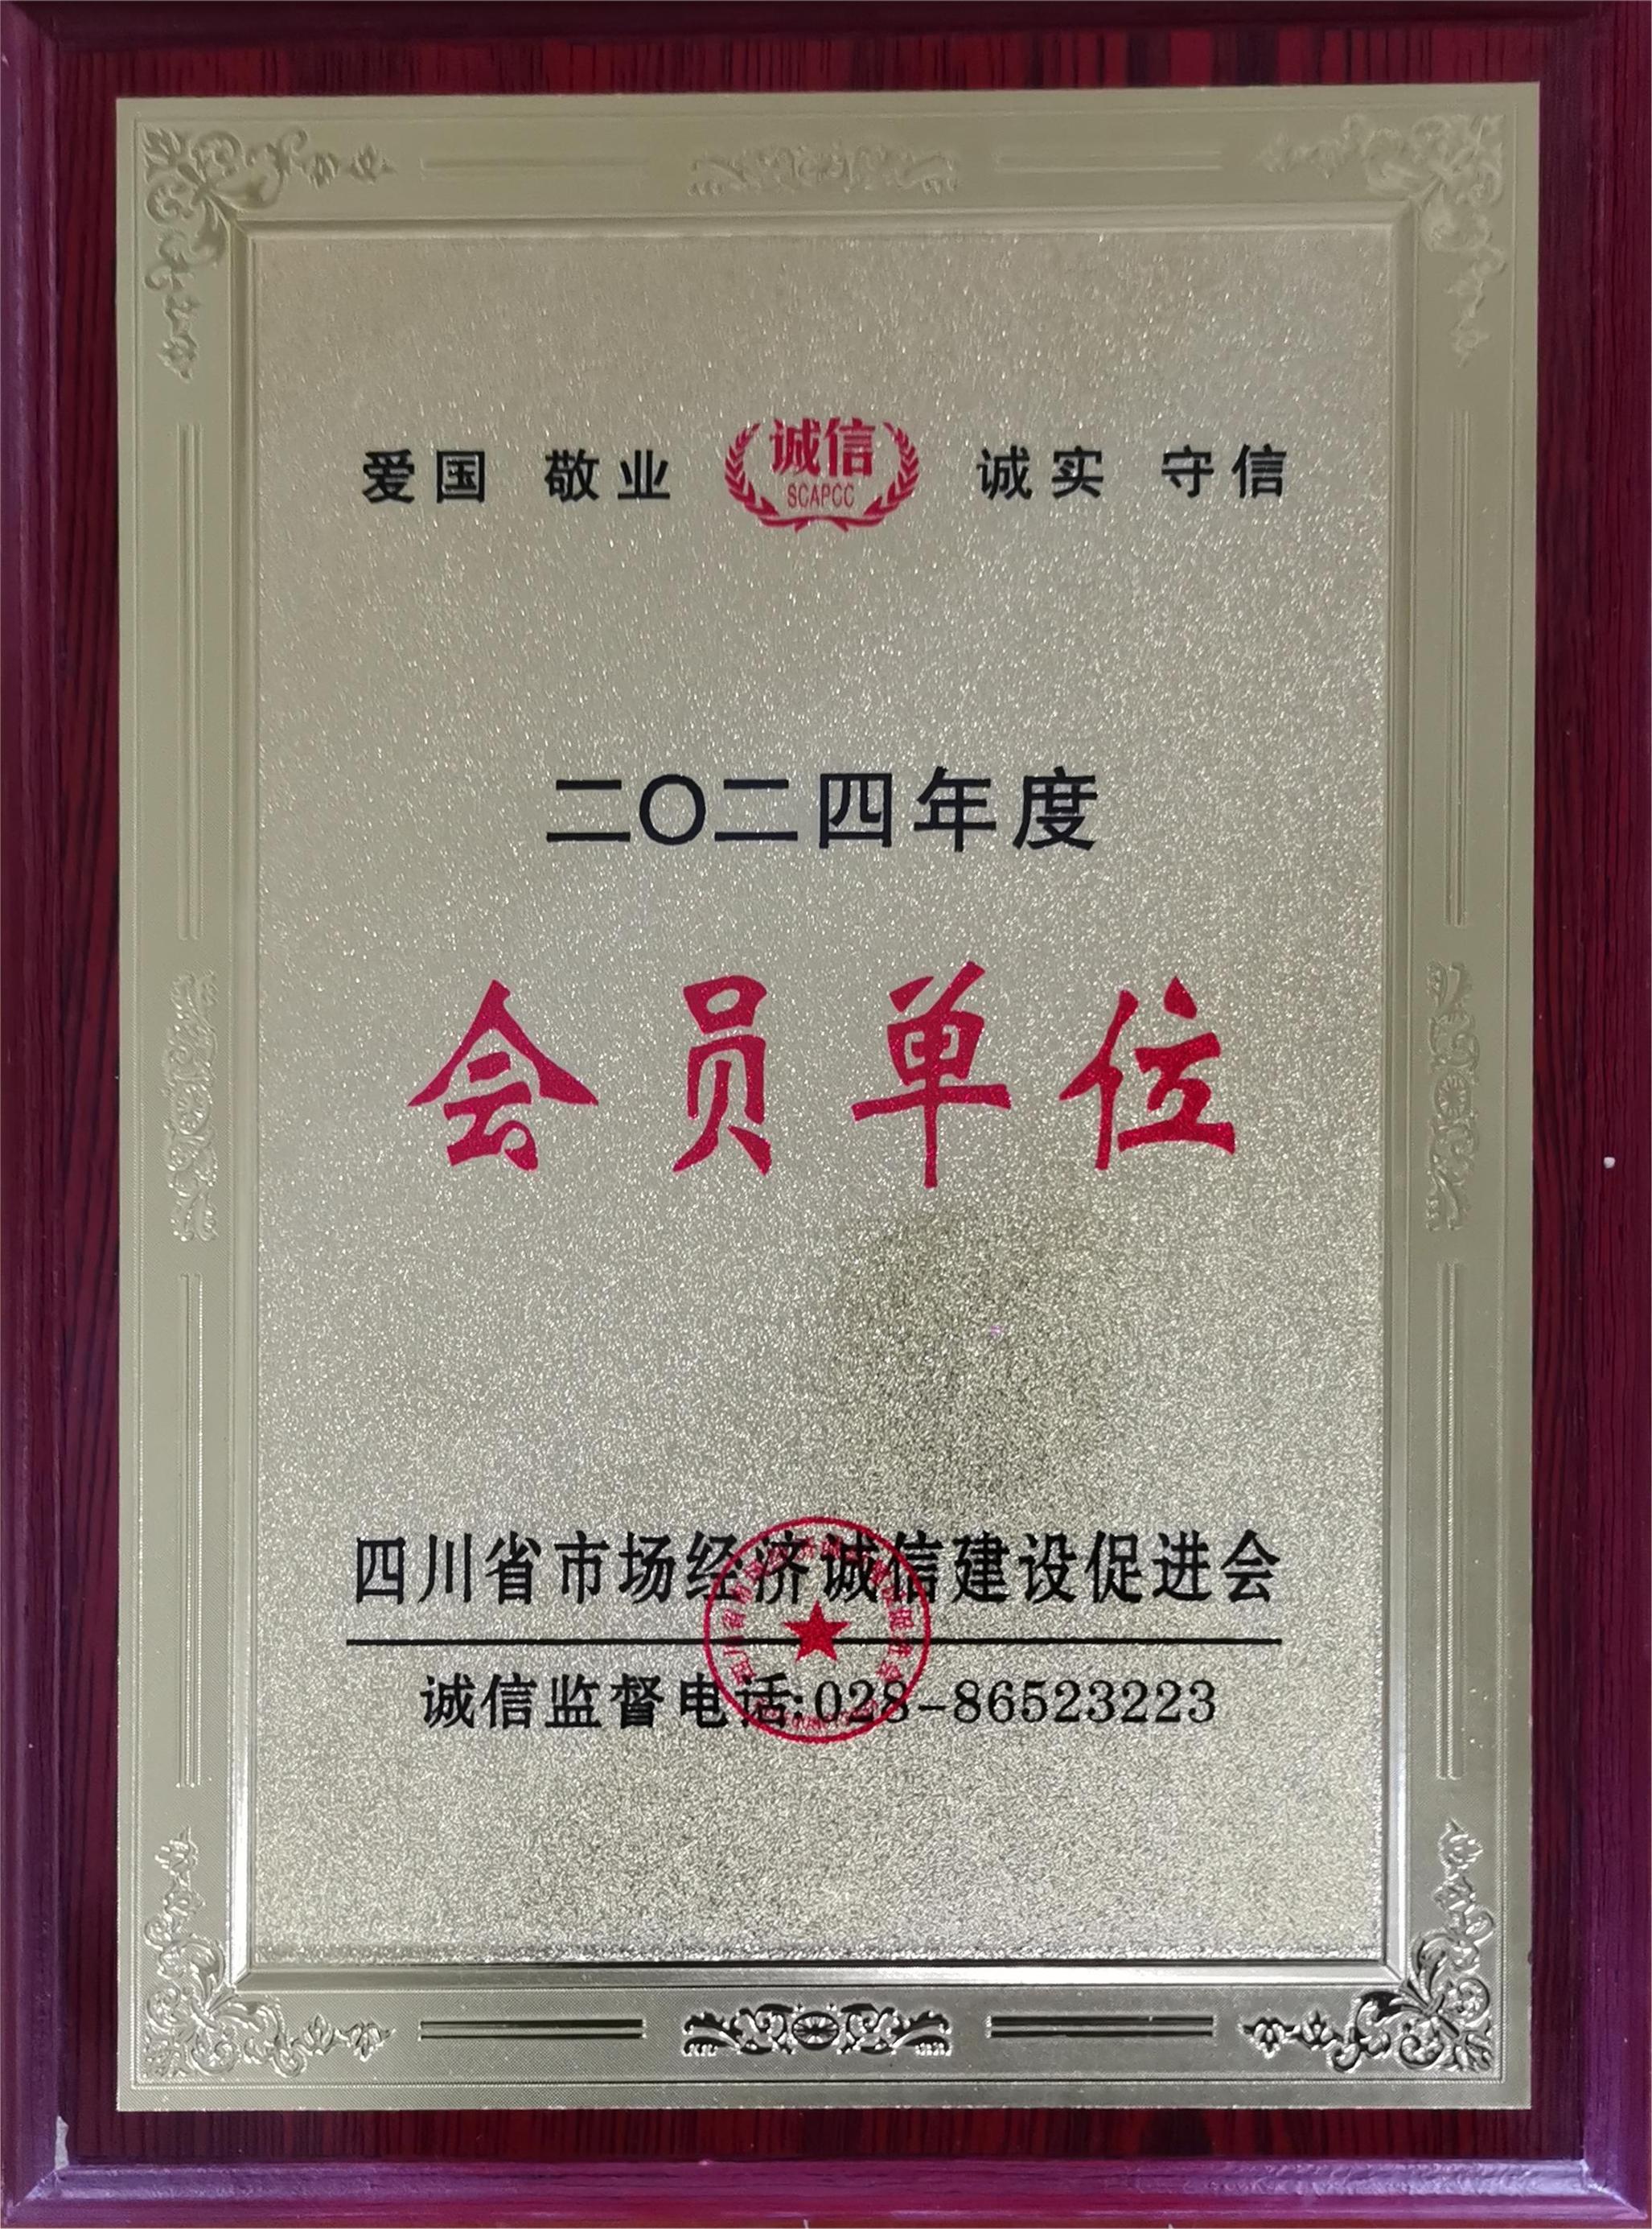 爱国 敬业 诚信 诚实 守信
SCAPCC
二〇二四年度
会员单位
四川省市场经济诚信建设促进会
诚信监督电话:028-86523223